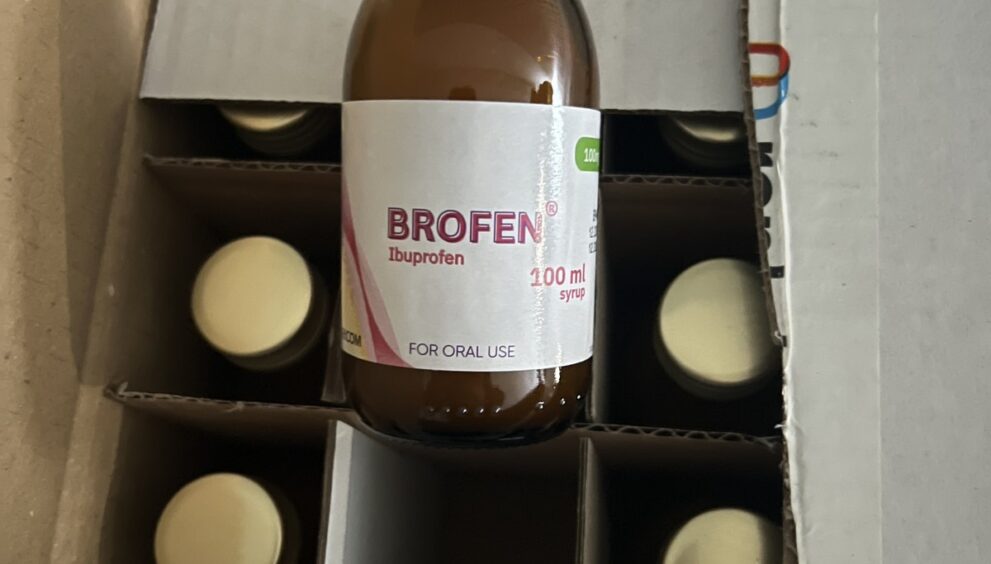 BROFEN®
Ibuprofen
100 ml
syrup
FOR ORAL USE